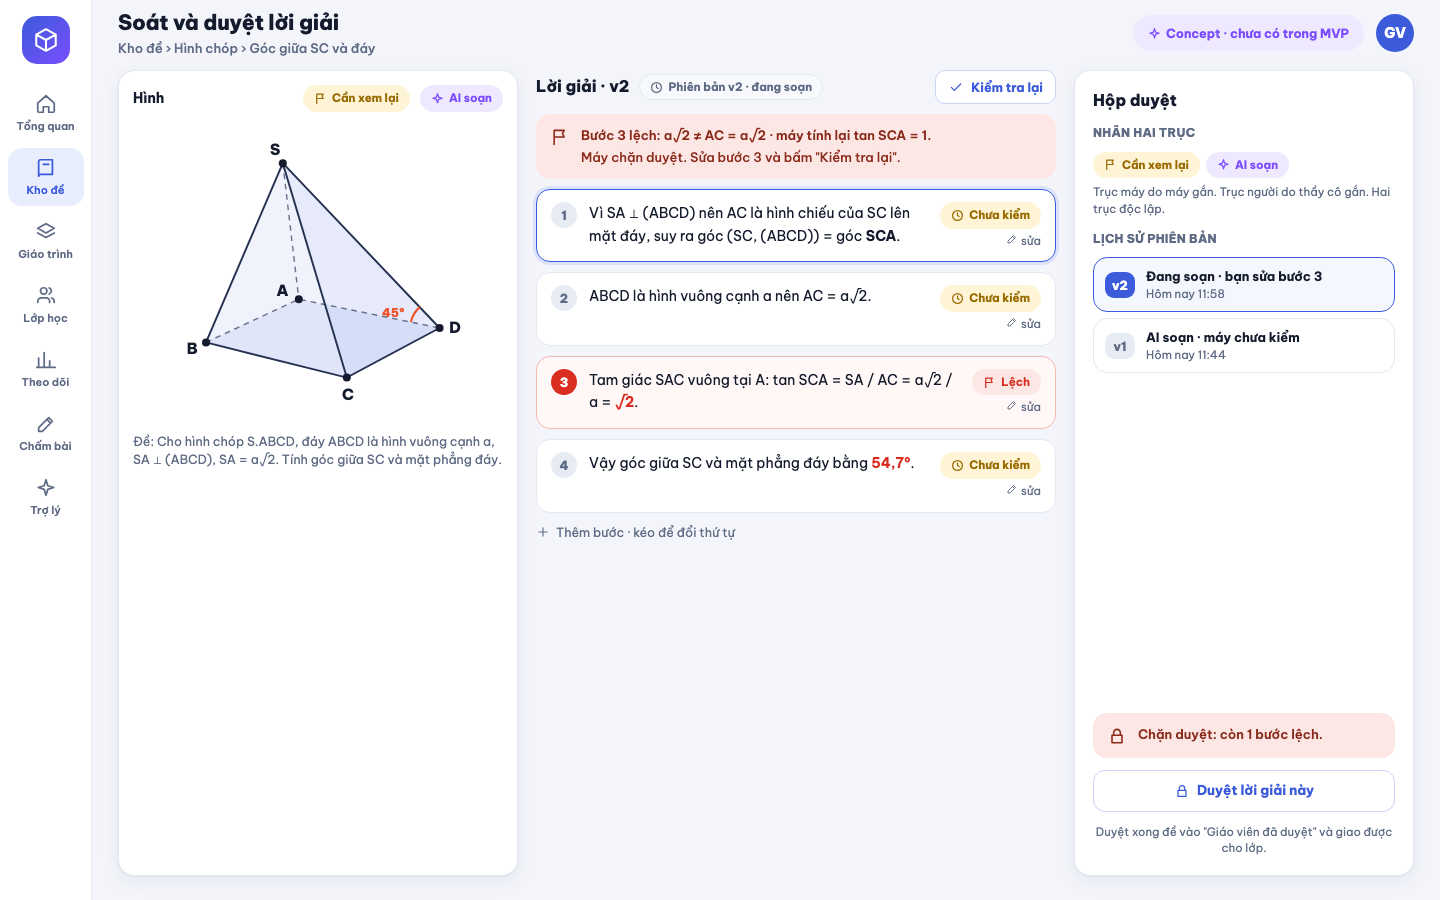 Soát và duyệt lời giải
Kho đề › Hình chóp › Góc giữa SC và đáy
Concept · chưa có trong MVP
GV
Tổng quan
Kho đề
Giáo trình
Lớp học
Theo dõi
Chấm bài
Trợ lý
Hình
Cần xem lại
AI soạn
S
A
45°
D
B
C
Đề: Cho hình chóp S.ABCD, đáy ABCD là hình vuông cạnh a,
SA ⊥ (ABCD), SA = a√2. Tính góc giữa SC và mặt phẳng đáy.
Lời giải · v2
Phiên bản v2 · đang soạn
Kiểm tra lại
Bước 3 lệch: a√2 ≠ AC = a√2 · máy tính lại tan SCA = 1.
Máy chặn duyệt. Sửa bước 3 và bấm "Kiểm tra lại".
1
Vì SA ⊥ (ABCD) nên AC là hình chiếu của SC lên
mặt đáy, suy ra góc (SC, (ABCD)) = góc SCA.
Chưa kiểm
sửa
2
ABCD là hình vuông cạnh a nên AC = a√2.
Chưa kiểm
sửa
3
Tam giác SAC vuông tại A: tan SCA = SA / AC = a√2 /
a = √2.
Lệch
sửa
4
Vậy góc giữa SC và mặt phẳng đáy bằng 54,7°.
Chưa kiểm
sửa
Thêm bước · kéo để đổi thứ tự
Hộp duyệt
NHÃN HAI TRỤC
Cần xem lại
AI soạn
Trục máy do máy gắn. Trục người do thầy cô gắn. Hai
trục độc lập.
LỊCH SỬ PHIÊN BẢN
v2
Đang soạn · bạn sửa bước 3
Hôm nay 11:58
v1
AI soạn · máy chưa kiểm
Hôm nay 11:44
Chặn duyệt: còn 1 bước lệch.
Duyệt lời giải này
Duyệt xong đề vào "Giáo viên đã duyệt" và giao được
cho lớp.